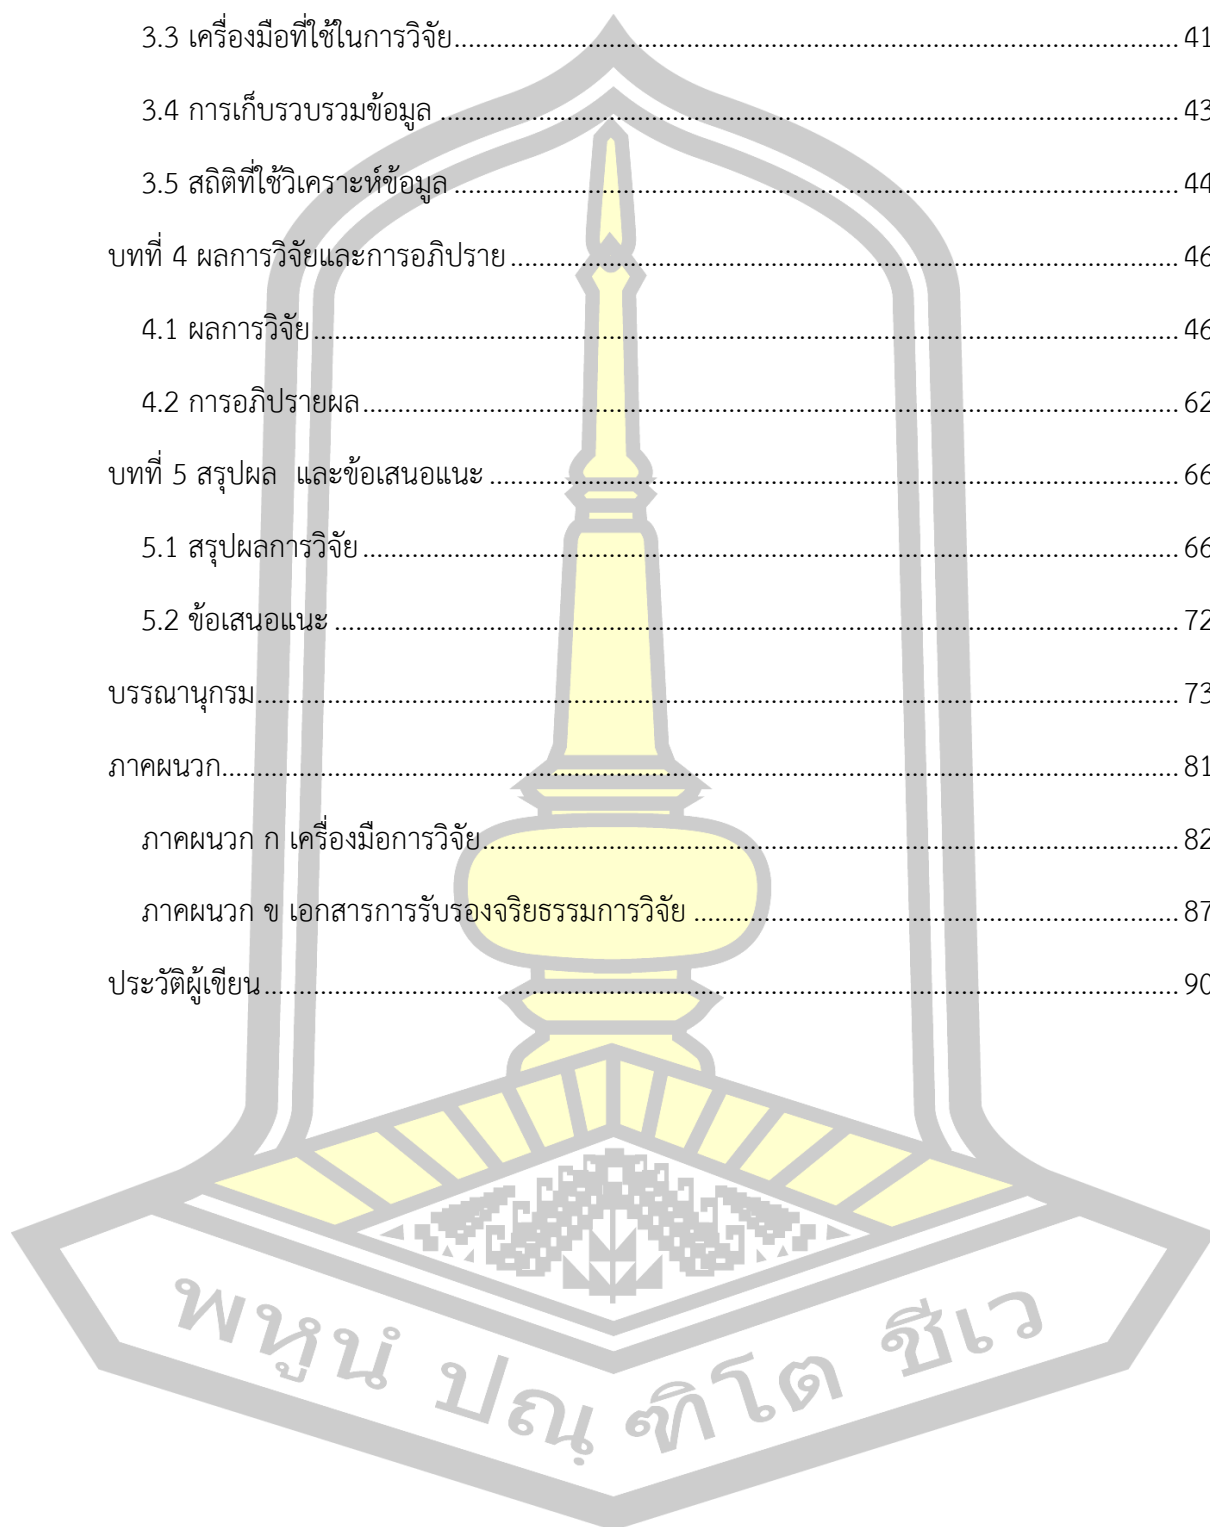 3.3 เครื่องมือที่ใช้ในการวิจัย.......... 41
3.4 การเก็บรวบรวมข้อมูล .......... 43
3.5 สถิติที่ใช้วิเคราะห์ข้อมูล .......... 44
บทที่ 4 ผลการวิจัยและการอภิปราย .......... 46
4.1 ผลการวิจัย .......... 46
4.2 การอภิปรายผล .......... 62
บทที่ 5 สรุปผล และข้อเสนอแนะ .......... 66
5.1 สรุปผลการวิจัย .......... 66
5.2 ข้อเสนอแนะ .......... 72
บรรณานุกรม .......... 73
ภาคผนวก .......... 81
ภาคผนวก ก เครื่องมือการวิจัย .......... 82
ภาคผนวก ข เอกสารการรับรองจริยธรรมการวิจัย .......... 87
ประวัติผู้เขียน .......... 90
พหูนํ ปณฺ ฑิโต ชีเว